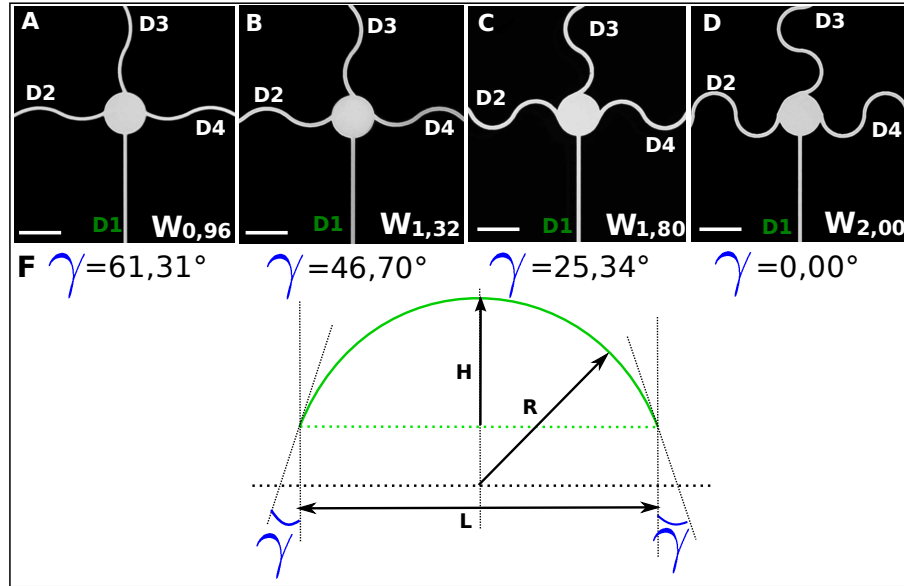 A B C D
D3 D3 D3 D3
D2 D2 D2 D2
D4 D4 D4 D4
D1 W0,96 D1 W1,32 D1 W1,80 D1 W2,00
F γ=61,31° γ=46,70° γ=25,34° γ=0,00°
H
R
L
γ γ